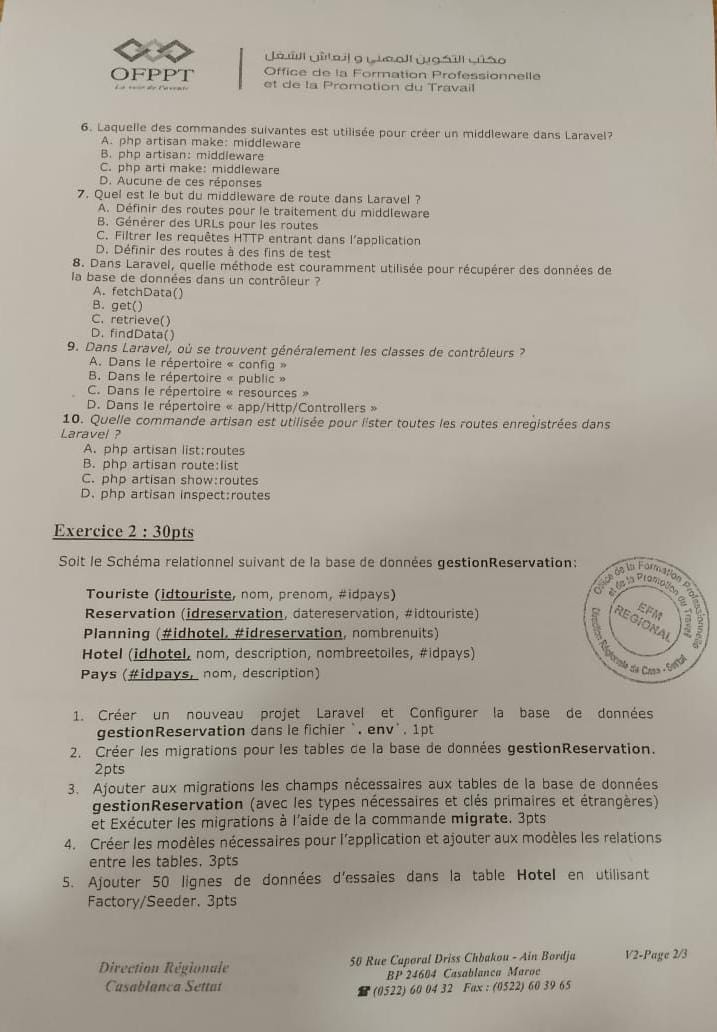 OFPPT
La voie de l'avenir
مكتب التكوين المهني و إنعاش الشغل
Office de la Formation Professionnelle
et de la Promotion du Travail
6. Laquelle des commandes suivantes est utilisée pour créer un middleware dans Laravel?
A. php artisan make: middleware
B. php artisan: middleware
C. php arti make: middleware
D. Aucune de ces réponses
7. Quel est le but du middleware de route dans Laravel ?
A. Définir des routes pour le traitement du middleware
B. Générer des URLs pour les routes
C. Filtrer les requêtes HTTP entrant dans l'application
D. Définir des routes à des fins de test
8. Dans Laravel, quelle méthode est couramment utilisée pour récupérer des données de
la base de données dans un contrôleur ?
A. fetchData()
B. get()
C. retrieve()
D. findData()
9. Dans Laravel, où se trouvent généralement les classes de contrôleurs ?
A. Dans le répertoire « config »
B. Dans le répertoire « public »
C. Dans le répertoire « resources »
D. Dans le répertoire « app/Http/Controllers »
10. Quelle commande artisan est utilisée pour lister toutes les routes enregistrées dans
Laravel ?
A. php artisan list:routes
B. php artisan route:list
C. php artisan show:routes
D. php artisan inspect:routes
Exercice 2 : 30pts
Soit le Schéma relationnel suivant de la base de données gestionReservation:
Touriste (idtouriste, nom, prenom, #idpays)
Reservation (idreservation, datereservation, #idtouriste)
Planning (#idhotel, #idreservation, nombrenuits)
Hotel (idhotel, nom, description, nombreetoiles, #idpays)
Pays (#idpays, nom, description)
Office de la Formation Professionnelle
et de la Promotion du Travail
EFM
REGIONAL
Direction Régionale de Casa - Settat
1. Créer un nouveau projet Laravel et Configurer la base de données
gestionReservation dans le fichier `. env`. 1pt
2. Créer les migrations pour les tables de la base de données gestionReservation.
2pts
3. Ajouter aux migrations les champs nécessaires aux tables de la base de données
gestionReservation (avec les types nécessaires et clés primaires et étrangères)
et Exécuter les migrations à l'aide de la commande migrate. 3pts
4. Créer les modèles nécessaires pour l'application et ajouter aux modèles les relations
entre les tables. 3pts
5. Ajouter 50 lignes de données d'essaies dans la table Hotel en utilisant
Factory/Seeder. 3pts
Direction Régionale
Casablanca Settat
50 Rue Caporal Driss Chbakou - Ain Bordja
BP 24604 Casablanca Maroc
☎ (0522) 60 04 32 Fax : (0522) 60 39 65
V2-Page 2/3